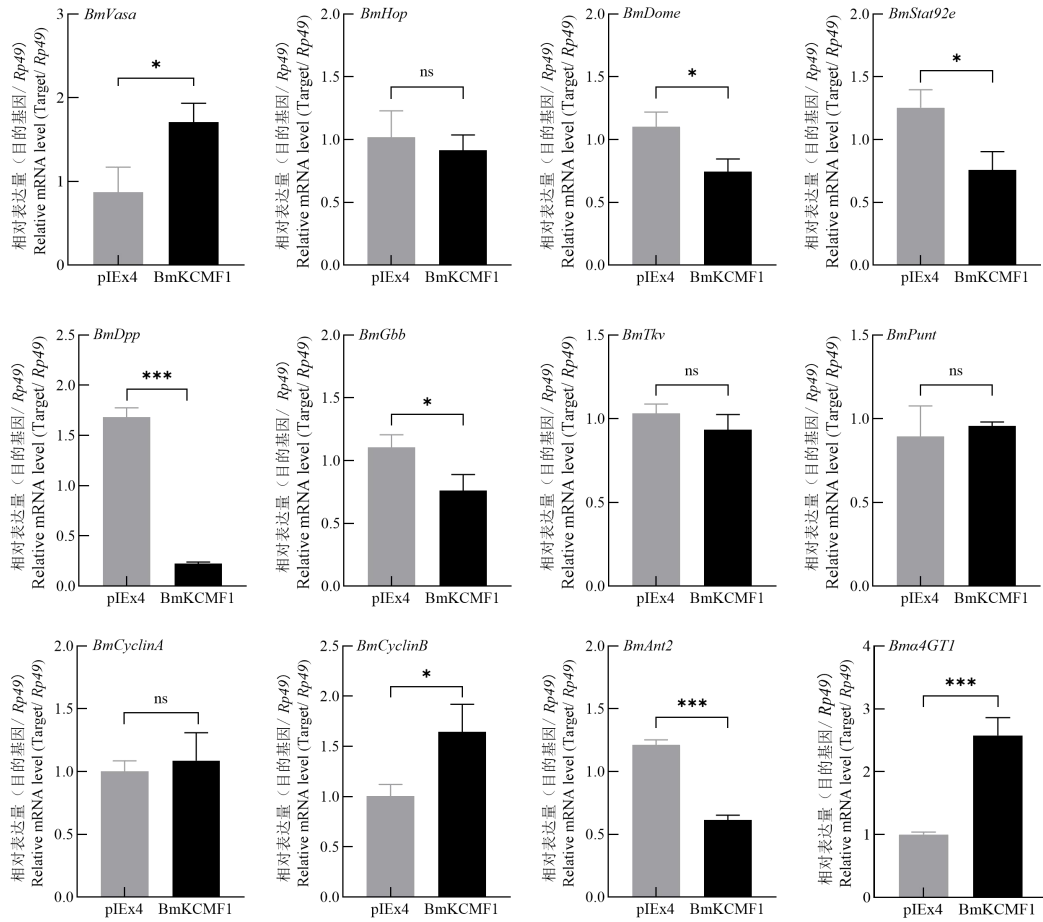 BmVasa
相对表达量（目的基因/ Rp49)
Relative mRNA level (Target/ Rp49)
3
2
1
0
*
pIEx4 BmKCMF1
BmHop
相对表达量（目的基因/ Rp49)
Relative mRNA level (Target/ Rp49)
2.0
1.5
1.0
0.5
0.0
ns
pIEx4 BmKCMF1
BmDome
相对表达量（目的基因/ Rp49)
Relative mRNA level (Target/ Rp49)
2.0
1.5
1.0
0.5
0.0
*
pIEx4 BmKCMF1
BmStat92e
相对表达量（目的基因/ Rp49)
Relative mRNA level (Target/ Rp49)
2.0
1.5
1.0
0.5
0.0
*
pIEx4 BmKCMF1
BmDpp
相对表达量（目的基因/ Rp49)
Relative mRNA level (Target/ Rp49)
2.5
2.0
1.5
1.0
0.5
0.0
***
pIEx4 BmKCMF1
BmGbb
相对表达量（目的基因/ Rp49)
Relative mRNA level (Target/ Rp49)
2.0
1.5
1.0
0.5
0.0
*
pIEx4 BmKCMF1
BmTkv
相对表达量（目的基因/ Rp49)
Relative mRNA level (Target/ Rp49)
1.5
1.0
0.5
0.0
ns
pIEx4 BmKCMF1
BmPunt
相对表达量（目的基因/ Rp49)
Relative mRNA level (Target/ Rp49)
1.5
1.0
0.5
0.0
ns
pIEx4 BmKCMF1
BmCyclinA
相对表达量（目的基因/ Rp49)
Relative mRNA level (Target/ Rp49)
2.0
1.5
1.0
0.5
0.0
ns
pIEx4 BmKCMF1
BmCyclinB
相对表达量（目的基因/ Rp49)
Relative mRNA level (Target/ Rp49)
2.5
2.0
1.5
1.0
0.5
0.0
*
pIEx4 BmKCMF1
BmAnt2
相对表达量（目的基因/ Rp49)
Relative mRNA level (Target/ Rp49)
2.0
1.5
1.0
0.5
0.0
***
pIEx4 BmKCMF1
Bmα4GT1
相对表达量（目的基因/ Rp49)
Relative mRNA level (Target/ Rp49)
4
3
2
1
0
***
pIEx4 BmKCMF1